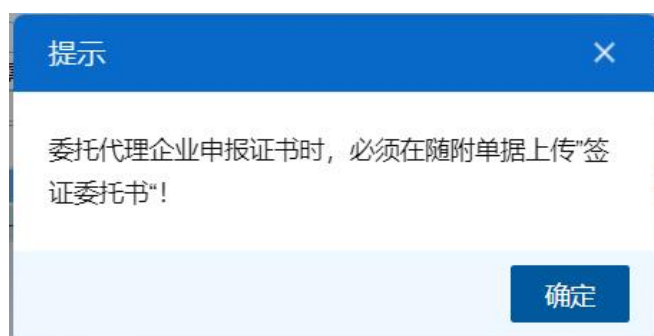 提示
委托代理企业申报证书时，必须在随附单据上传”签
证委托书“！
确定